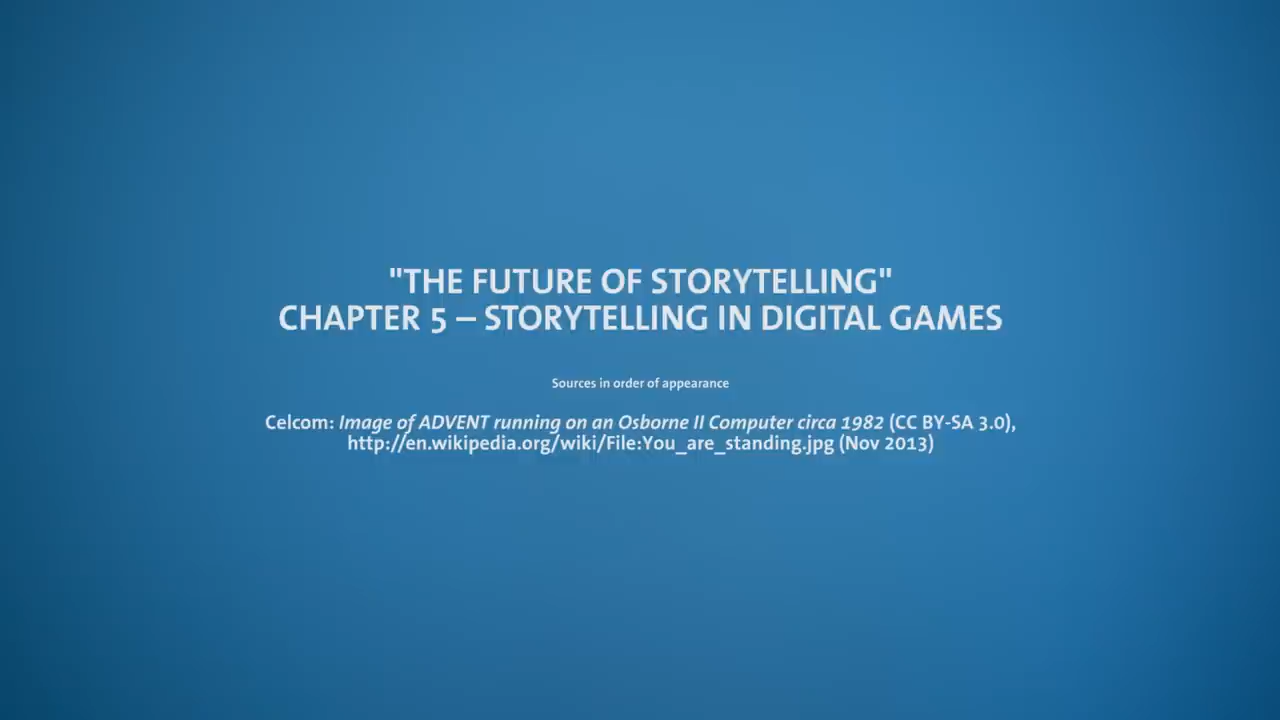 "THE FUTURE OF STORYTELLING"
CHAPTER 5 – STORYTELLING IN DIGITAL GAMES
Sources in order of appearance
Celcom: Image of ADVENT running on an Osborne II Computer circa 1982 (CC BY-SA 3.0),
http://en.wikipedia.org/wiki/File:You_are_standing.jpg (Nov 2013)